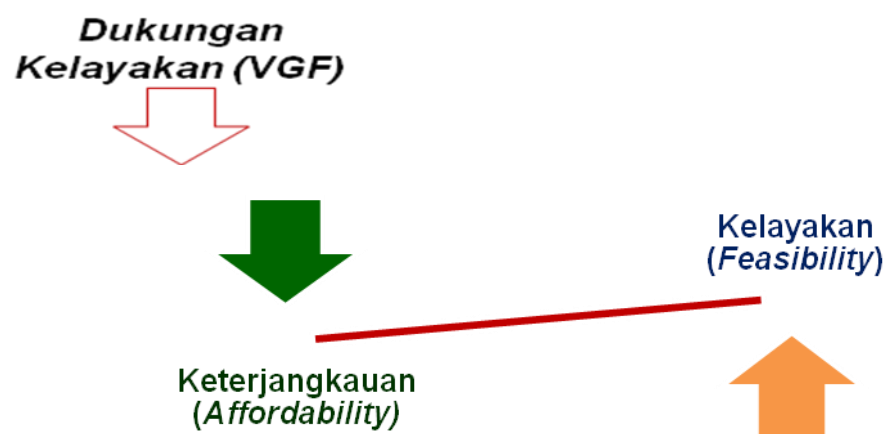 Dukungan
Kelayakan (VGF)
Kelayakan
(Feasibility)
Keterjangkauan
(Affordability)